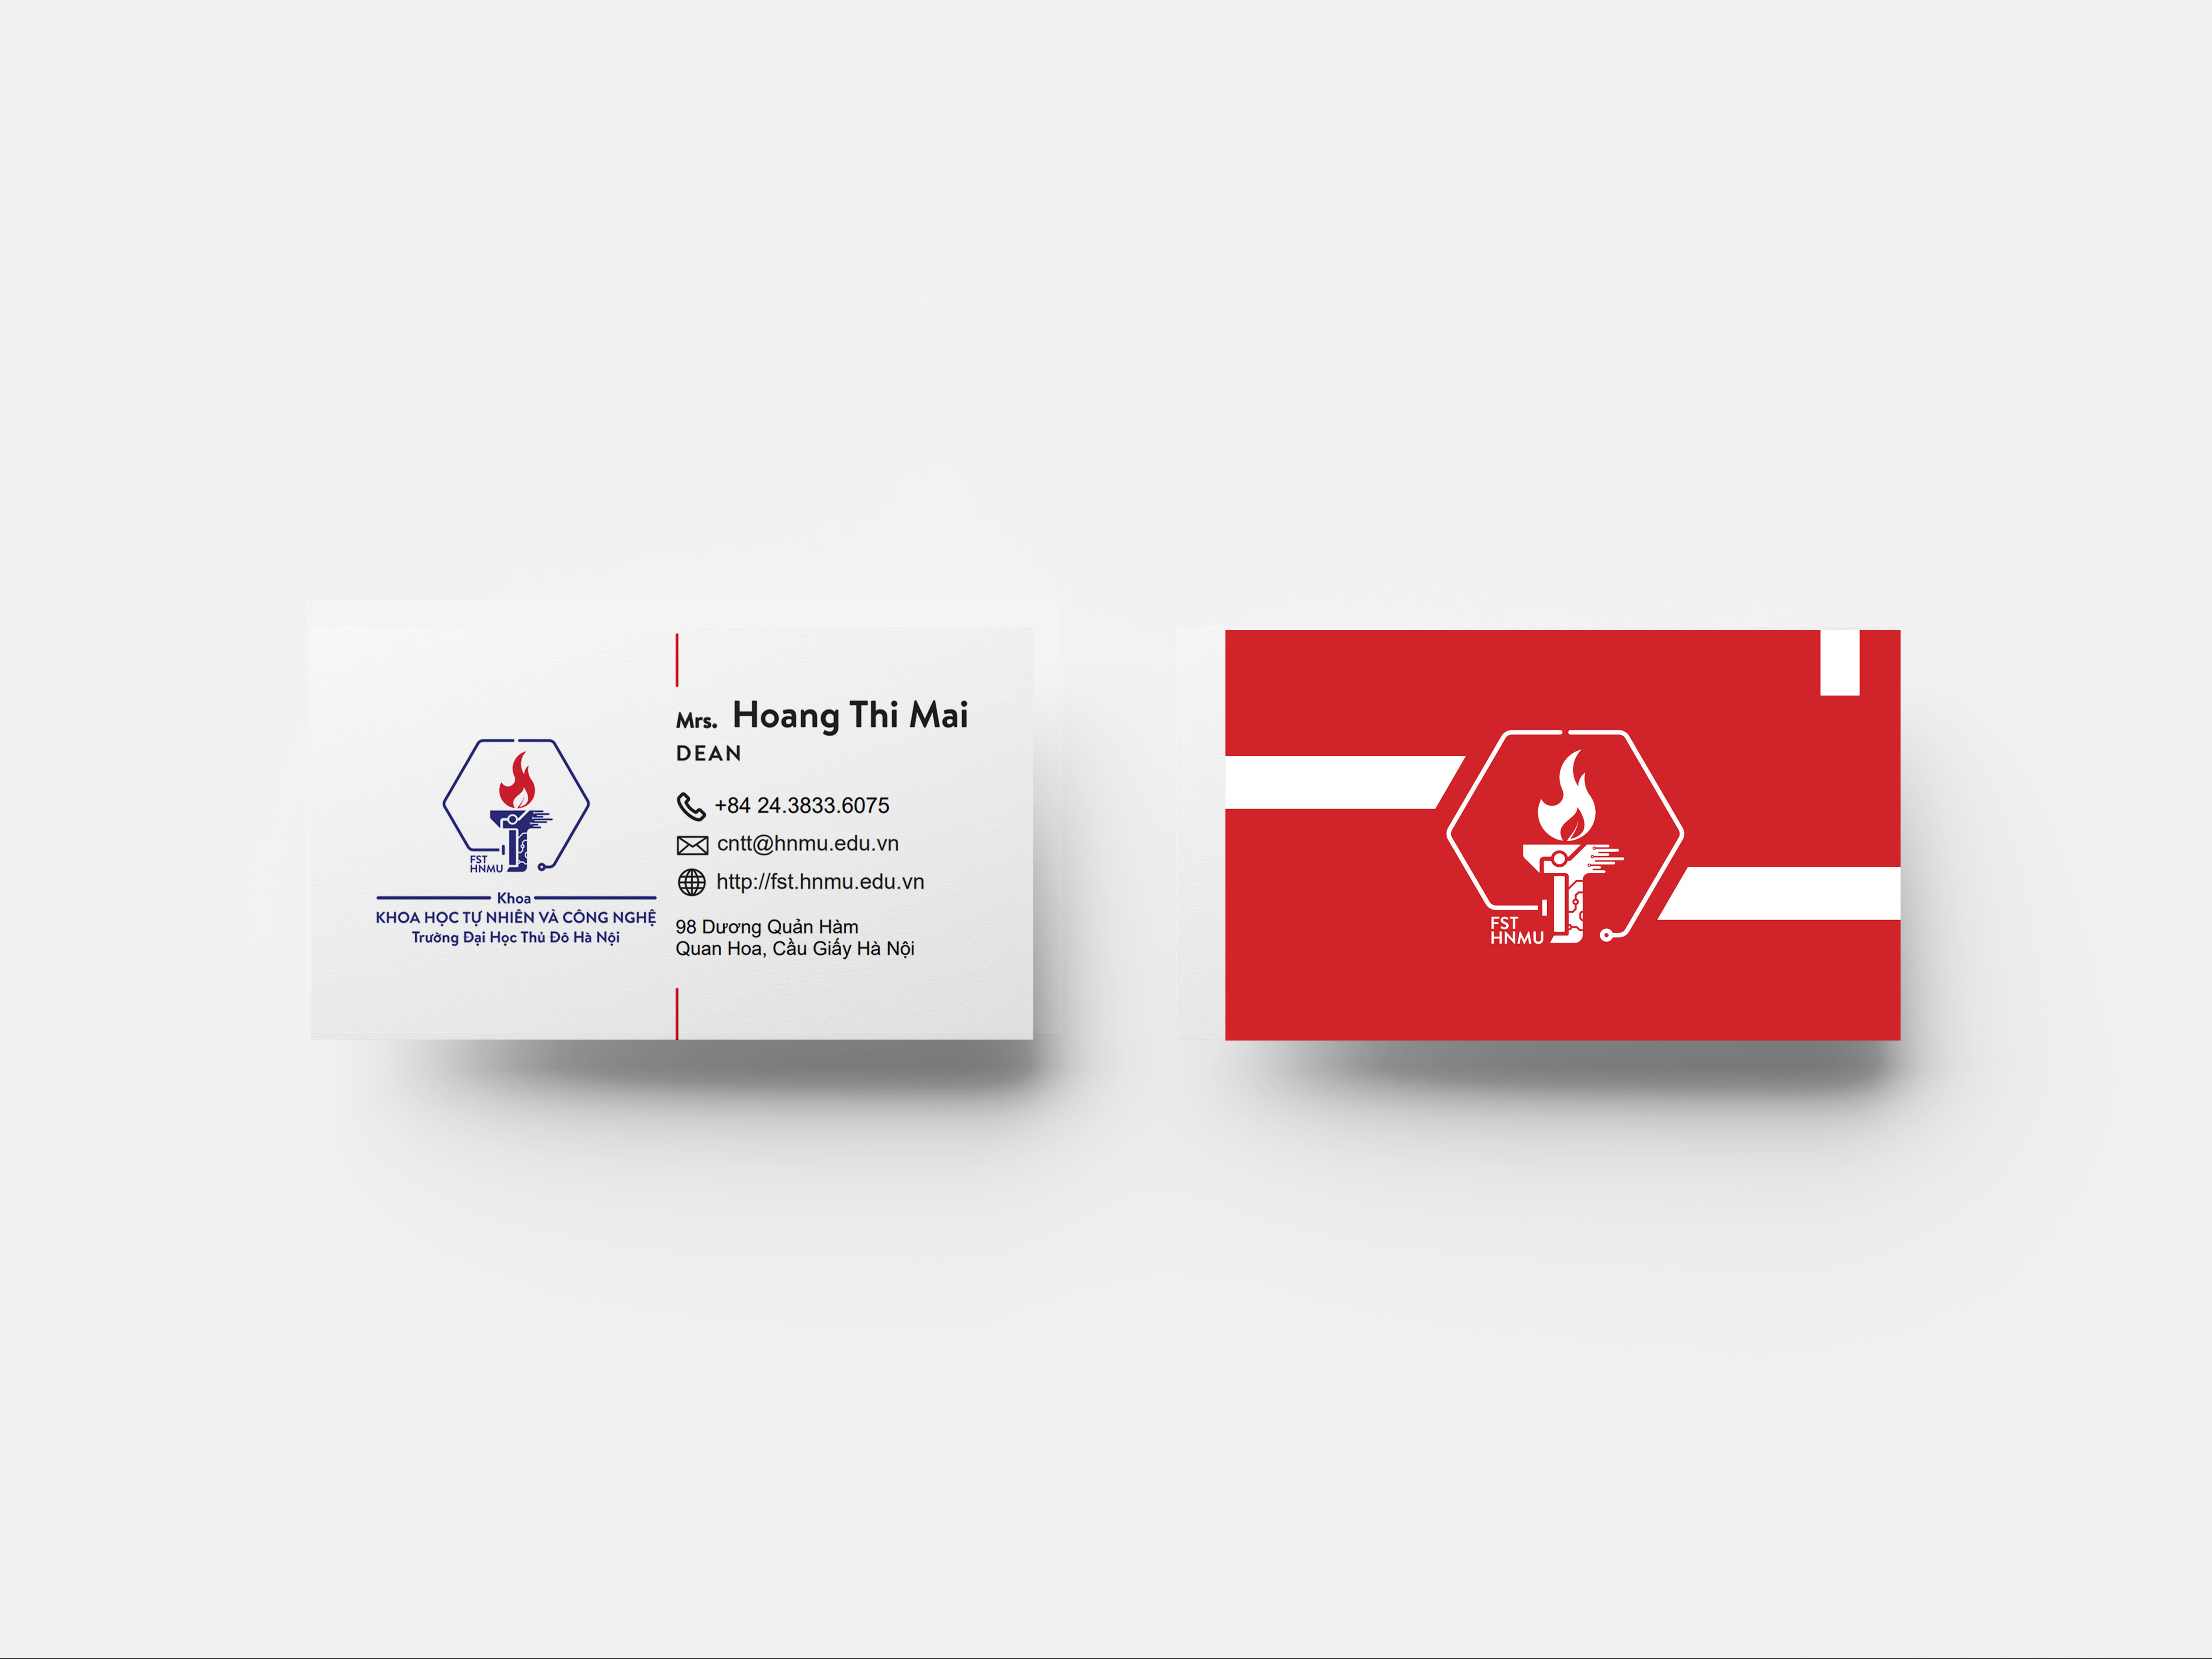 FST
HNMU
Khoa
KHOA HỌC TỰ NHIÊN VÀ CÔNG NGHỆ
Trường Đại Học Thủ Đô Hà Nội
Mrs. Hoang Thi Mai
DEAN
+84 24.3833.6075
cntt@hnmu.edu.vn
http://fst.hnmu.edu.vn
98 Dương Quản Hàm
Quan Hoa, Cầu Giấy Hà Nội
FST
HNMU